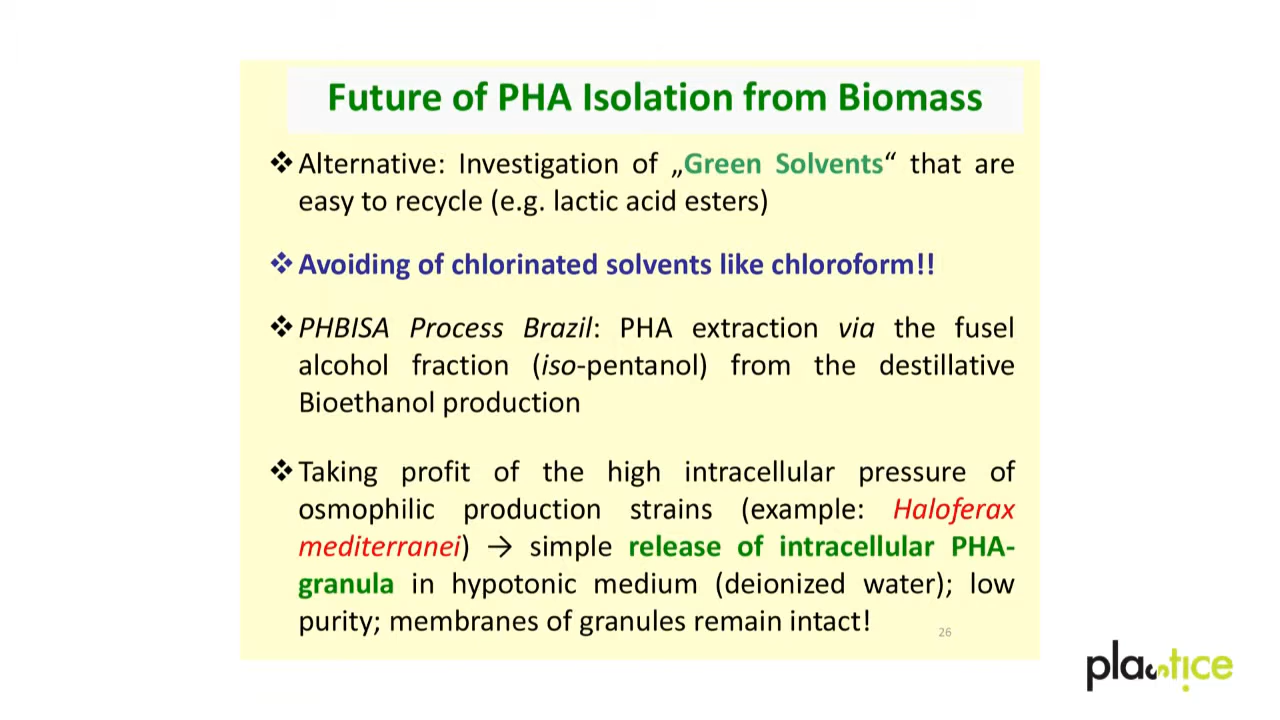 Future of PHA Isolation from Biomass
❖ Alternative: Investigation of „Green Solvents“ that are
easy to recycle (e.g. lactic acid esters)
❖ Avoiding of chlorinated solvents like chloroform!!
❖ PHBISA Process Brazil: PHA extraction via the fusel
alcohol fraction (iso-pentanol) from the destillative
Bioethanol production
❖ Taking profit of the high intracellular pressure of
osmophilic production strains (example: Haloferax
mediterranei) → simple release of intracellular PHA-
granula in hypotonic medium (deionized water); low
purity; membranes of granules remain intact!
26
plastice